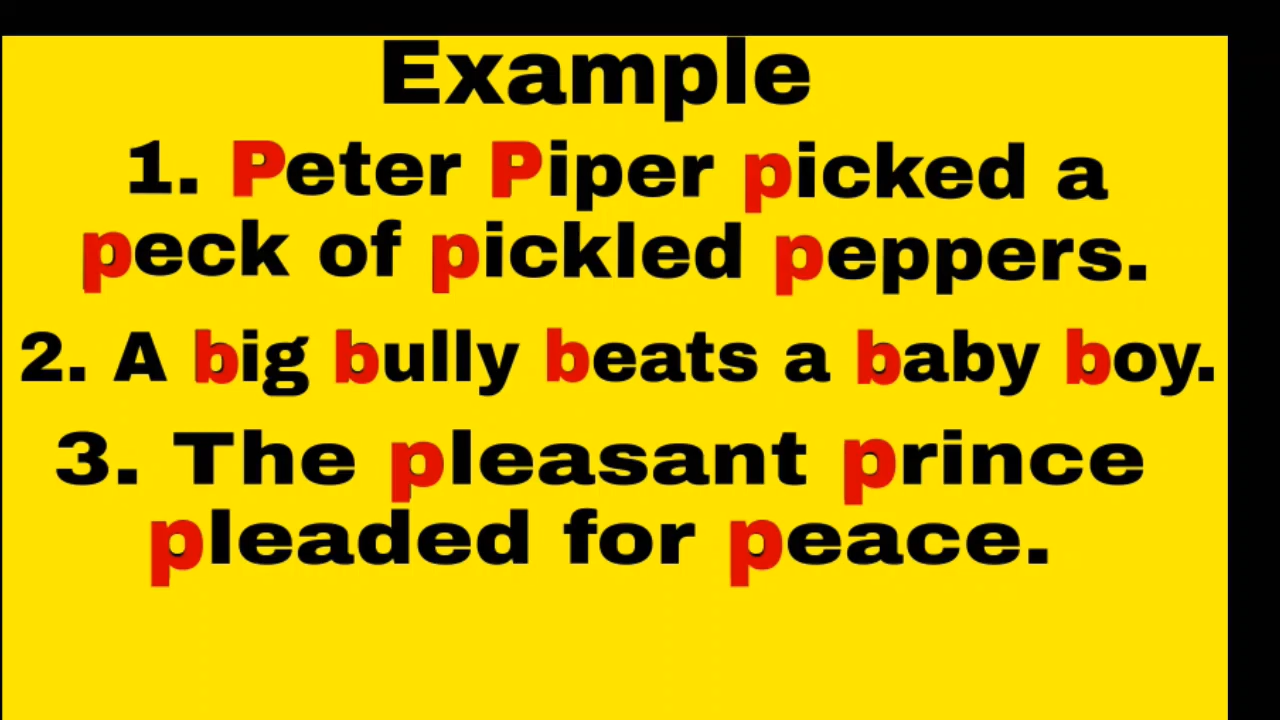 Example
1. Peter Piper picked a
peck of pickled peppers.
2. A big bully beats a baby boy.
3. The pleasant prince
pleaded for peace.